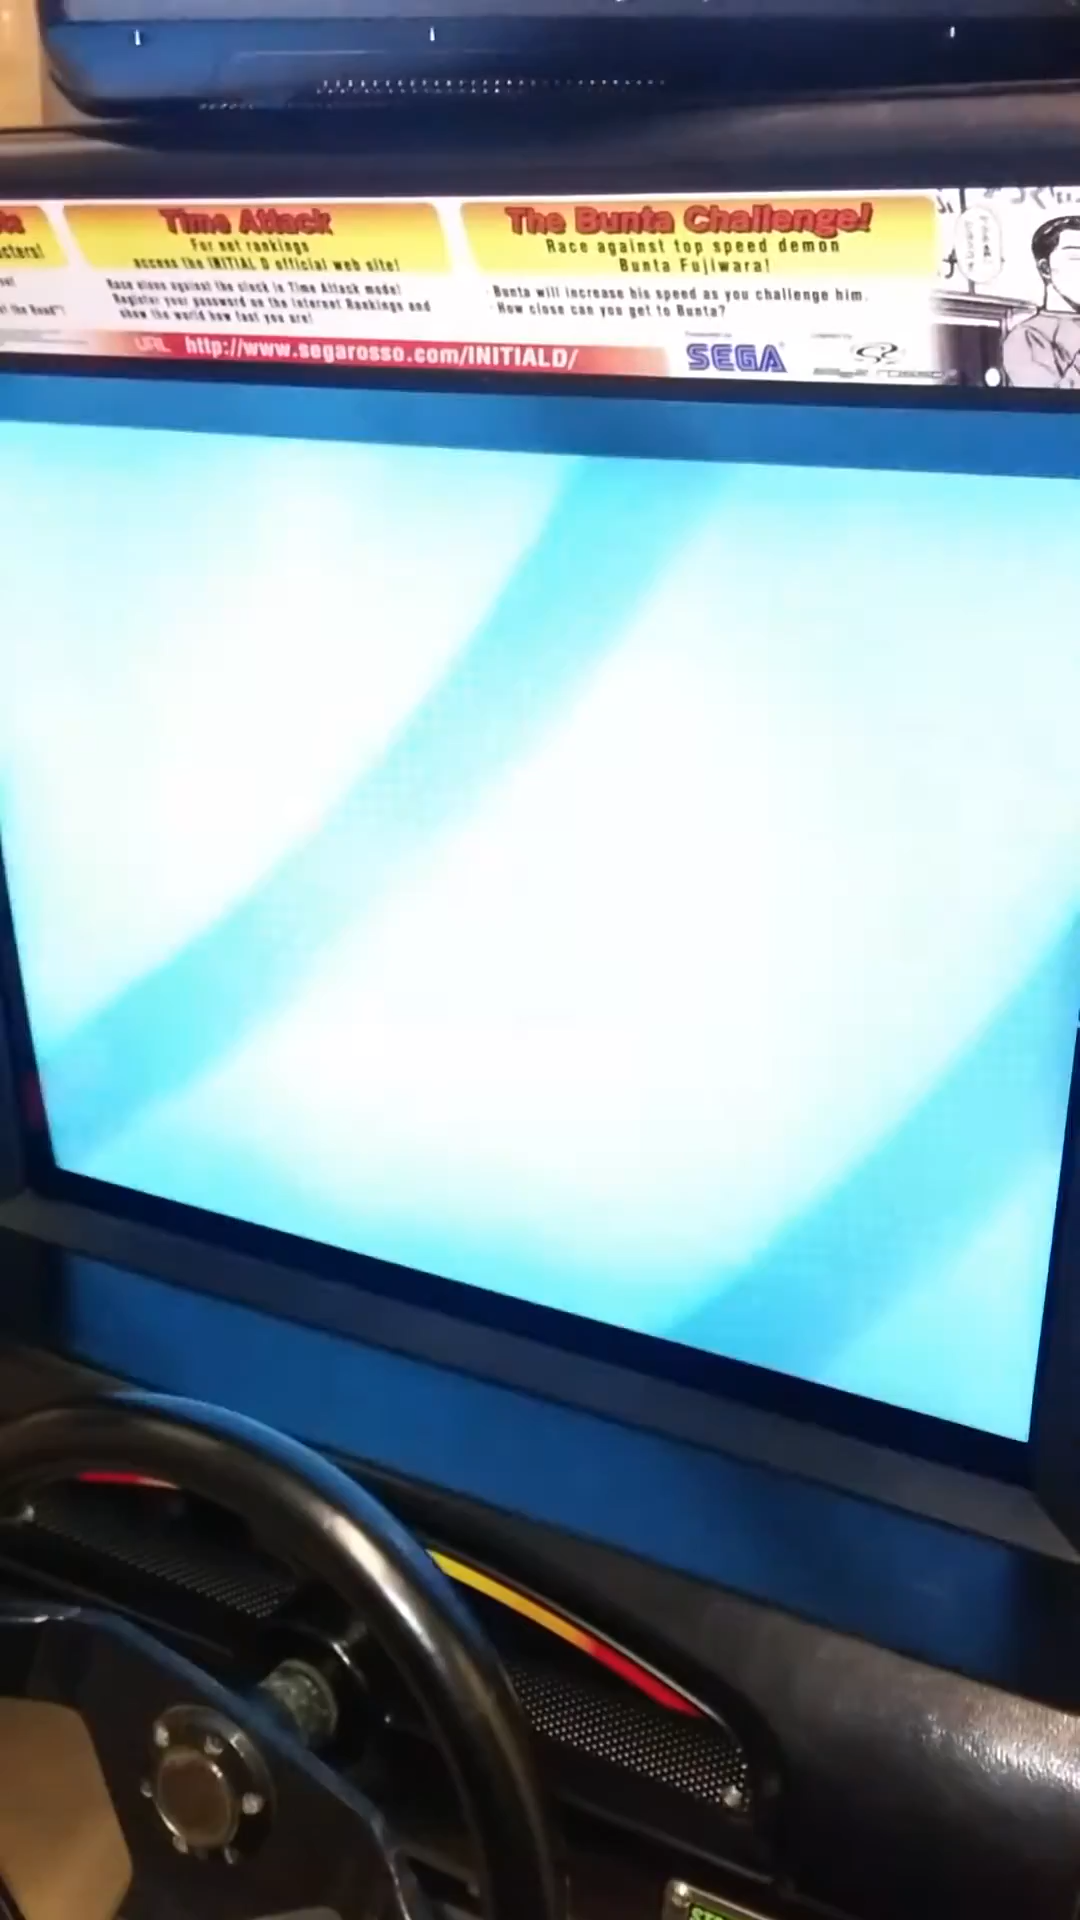 cters!
Time Attack
For net rankings
access the INITIAL D official web site!
Race alone against the clock in Time Attack mode!
Register your password on the Internet Rankings and
show the world how fast you are!
The Bunta Challenge!
Race against top speed demon
Bunta Fujiwara!
Bunta will increase his speed as you challenge him.
How close can you get to Bunta?
URL http://www.segarosso.com/INITIALD/
SEGA